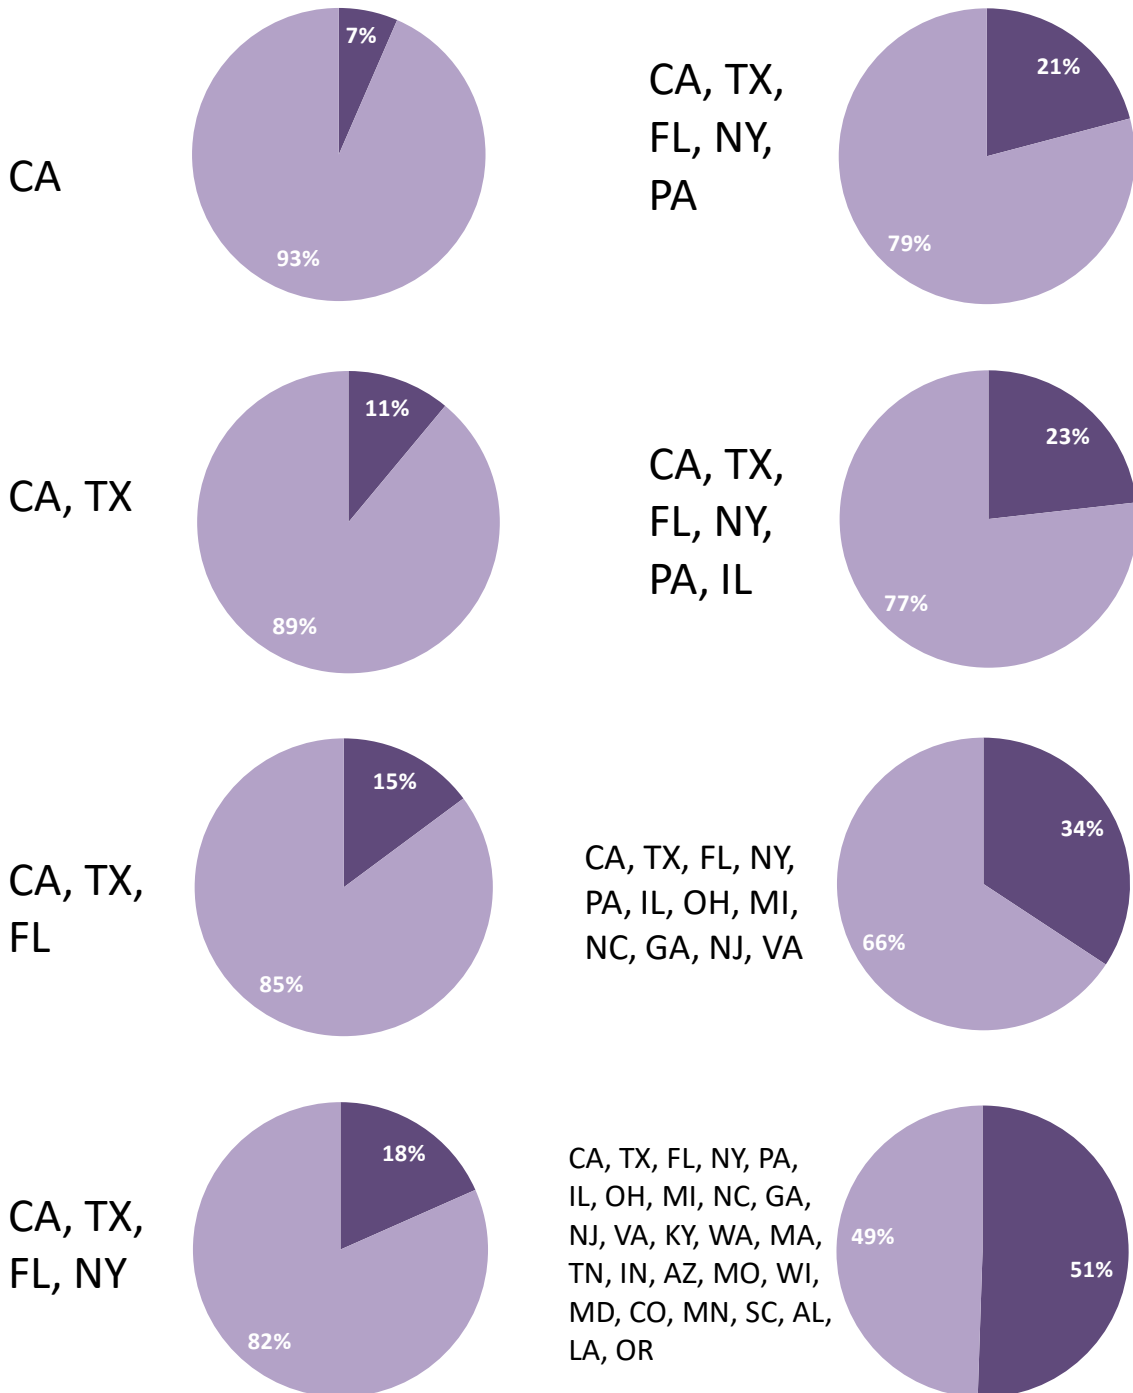 CA
7%
93%
CA, TX
11%
89%
CA, TX,
FL
15%
85%
CA, TX,
FL, NY
18%
82%
CA, TX,
FL, NY,
PA
21%
79%
CA, TX,
FL, NY,
PA, IL
23%
77%
CA, TX, FL, NY,
PA, IL, OH, MI,
NC, GA, NJ, VA
34%
66%
CA, TX, FL, NY, PA,
IL, OH, MI, NC, GA,
NJ, VA, KY, WA, MA,
TN, IN, AZ, MO, WI,
MD, CO, MN, SC, AL,
LA, OR
49%
51%